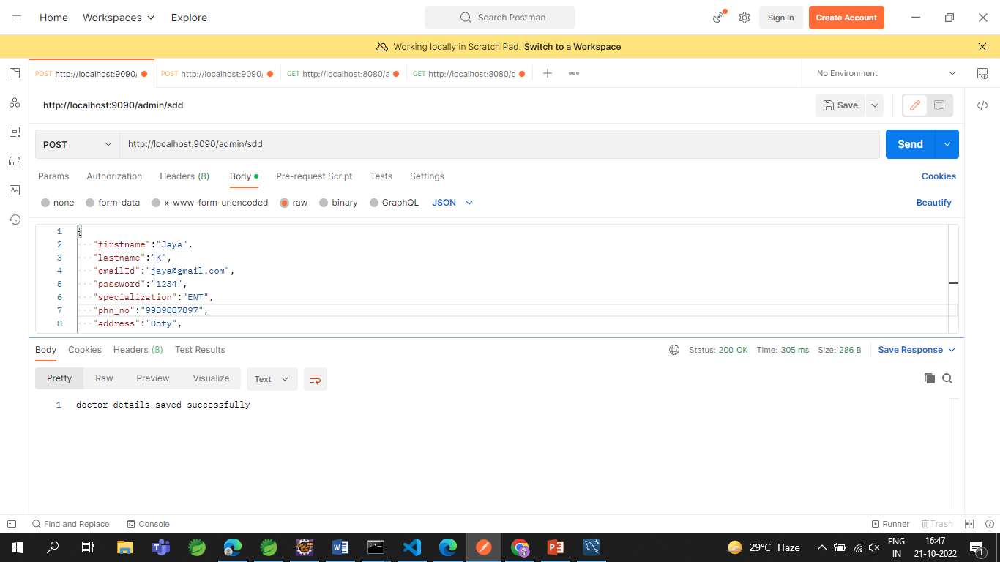 Home Workspaces Explore Search Postman Sign In Create Account
Working locally in Scratch Pad. Switch to a Workspace
POST http://localhost:9090/ POST http://localhost:9090/ GET http://localhost:8080/a GET http://localhost:8080/c No Environment
http://localhost:9090/admin/sdd Save
POST http://localhost:9090/admin/sdd Send
Params Authorization Headers (8) Body Pre-request Script Tests Settings Cookies
none form-data x-www-form-urlencoded raw binary GraphQL JSON Beautify
1 {
2 "firstname":"Jaya",
3 "lastname":"K",
4 "emailId":"jaya@gmail.com",
5 "password":"1234",
6 "specialization":"ENT",
7 "phn_no":"9989887897",
8 "address":"Ooty",
Body Cookies Headers (8) Test Results Status: 200 OK Time: 305 ms Size: 286 B Save Response
Pretty Raw Preview Visualize Text
1 doctor details saved successfully
Find and Replace Console Runner Trash
29°C Haze ENG 16:47
IN 21-10-2022 1